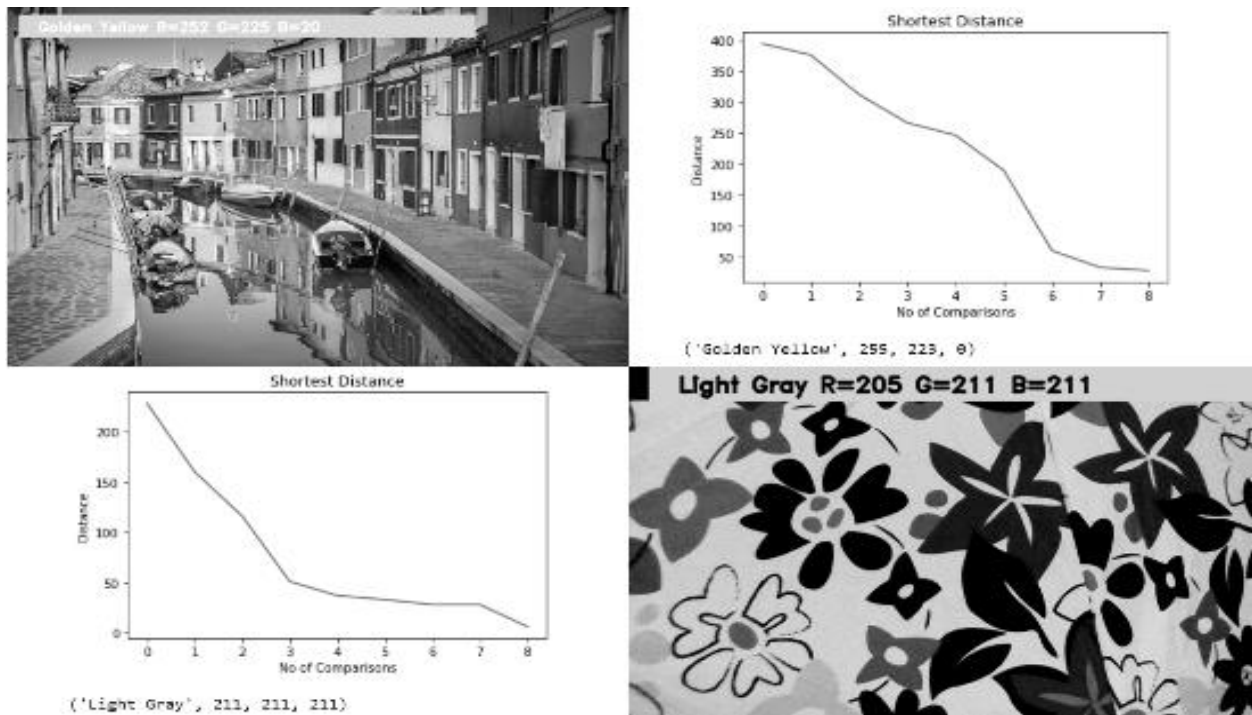 Golden Yellow R=252 G=225 B=20
Shortest Distance
400
350
300
250
200
150
100
50
Distance
0 1 2 3 4 5 6 7 8
No of Comparisons
('Golden Yellow', 255, 223, 0)
Shortest Distance
200
150
100
50
0
Distance
0 1 2 3 4 5 6 7 8
No of Comparisons
('Light Gray', 211, 211, 211)
Light Gray R=205 G=211 B=211